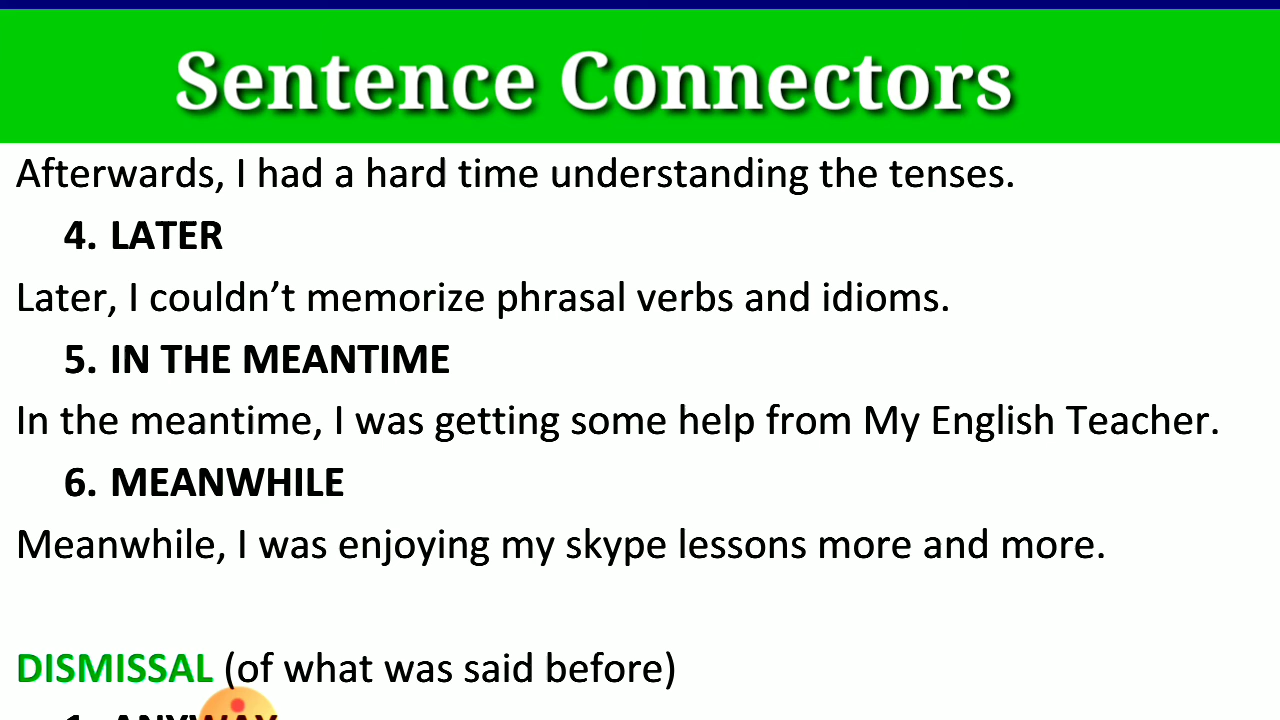 Sentence Connectors
Afterwards, I had a hard time understanding the tenses.
4. LATER
Later, I couldn’t memorize phrasal verbs and idioms.
5. IN THE MEANTIME
In the meantime, I was getting some help from My English Teacher.
6. MEANWHILE
Meanwhile, I was enjoying my skype lessons more and more.
DISMISSAL (of what was said before)
1. ANYWAY